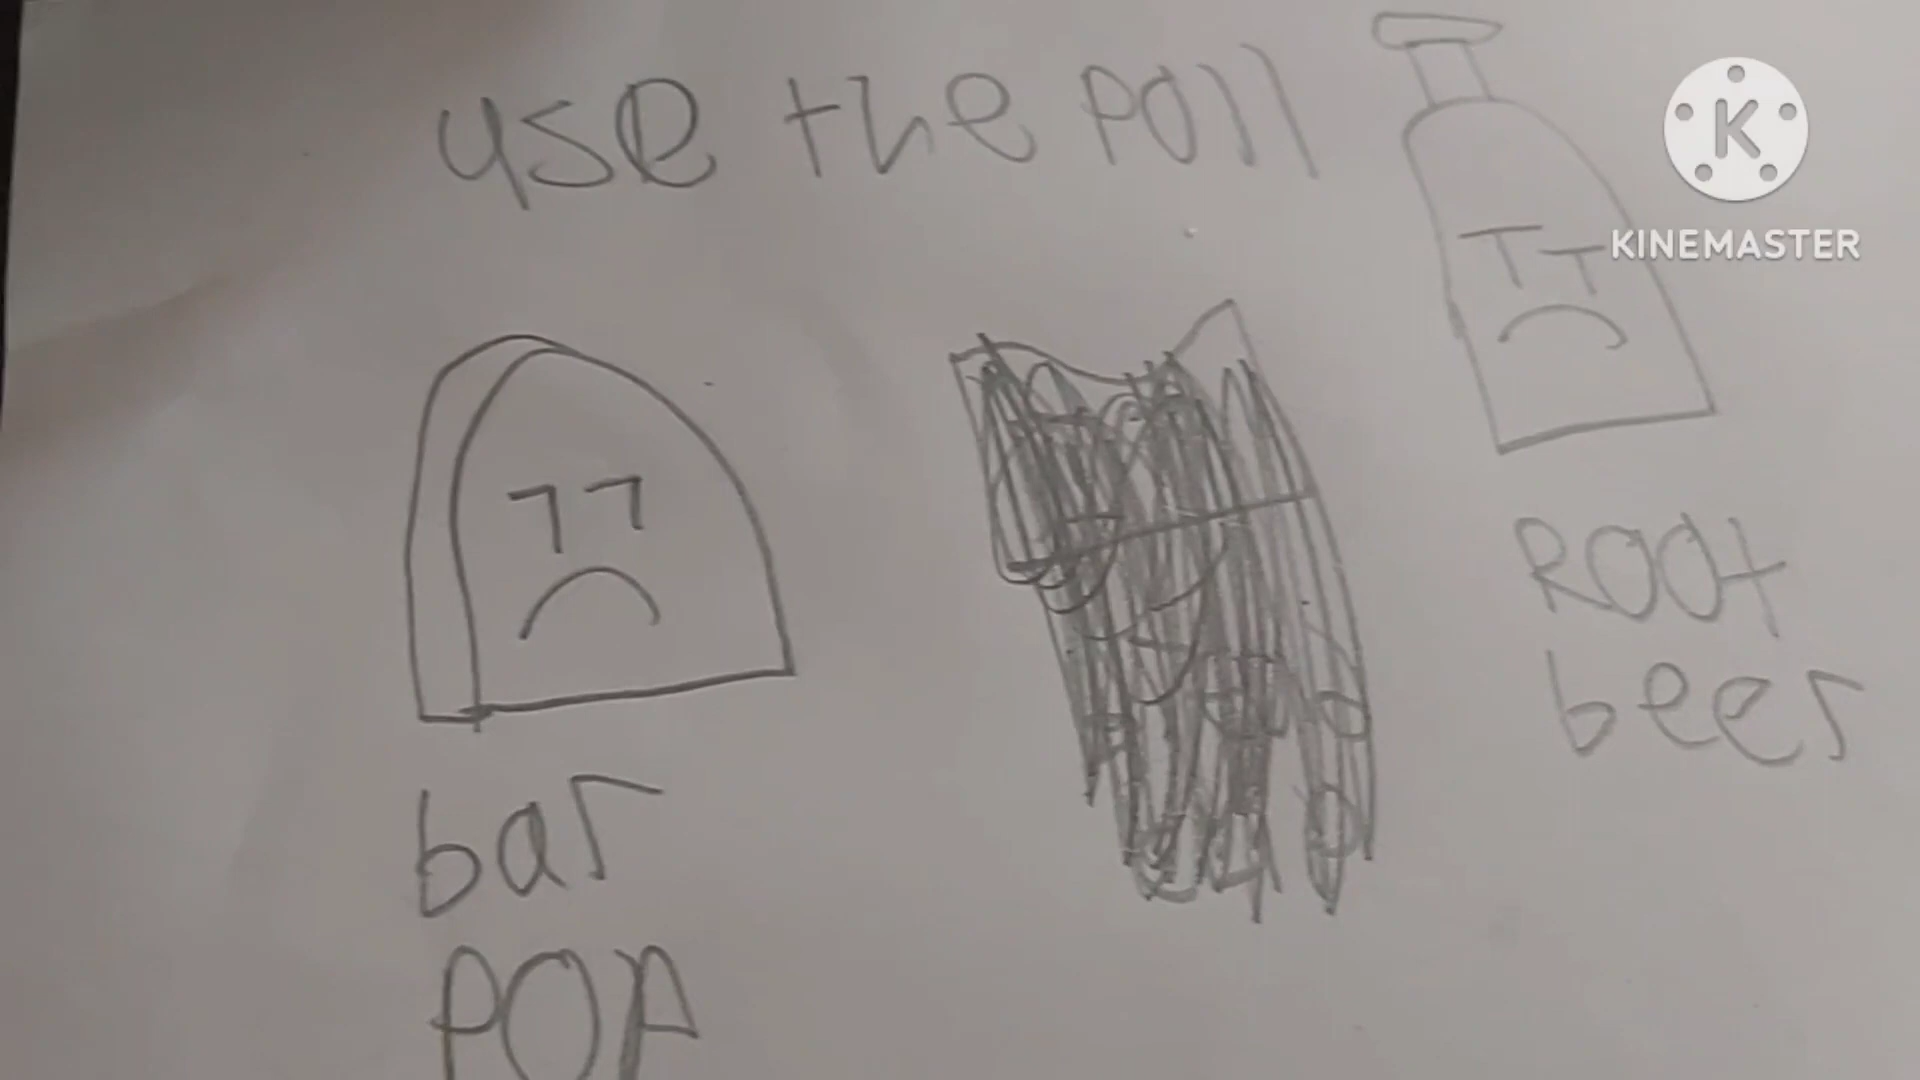 use the poll
K
KINEMASTER
Root
beer
bar
POP